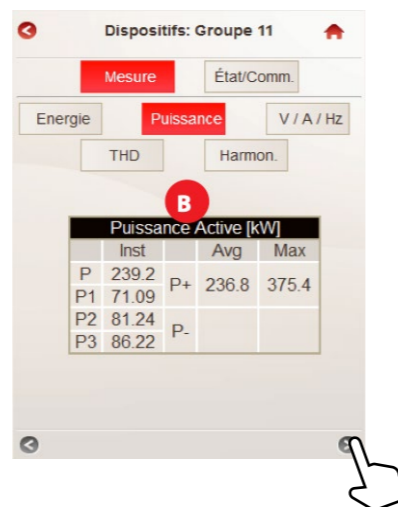 Dispositifs: Groupe 11
Mesure État/Comm.
Energie Puissance V / A / Hz
THD Harmon.
B
Puissance Active [kW]
Inst Avg Max
P 239.2 P+ 236.8 375.4
P1 71.09
P2 81.24 P-
P3 86.22